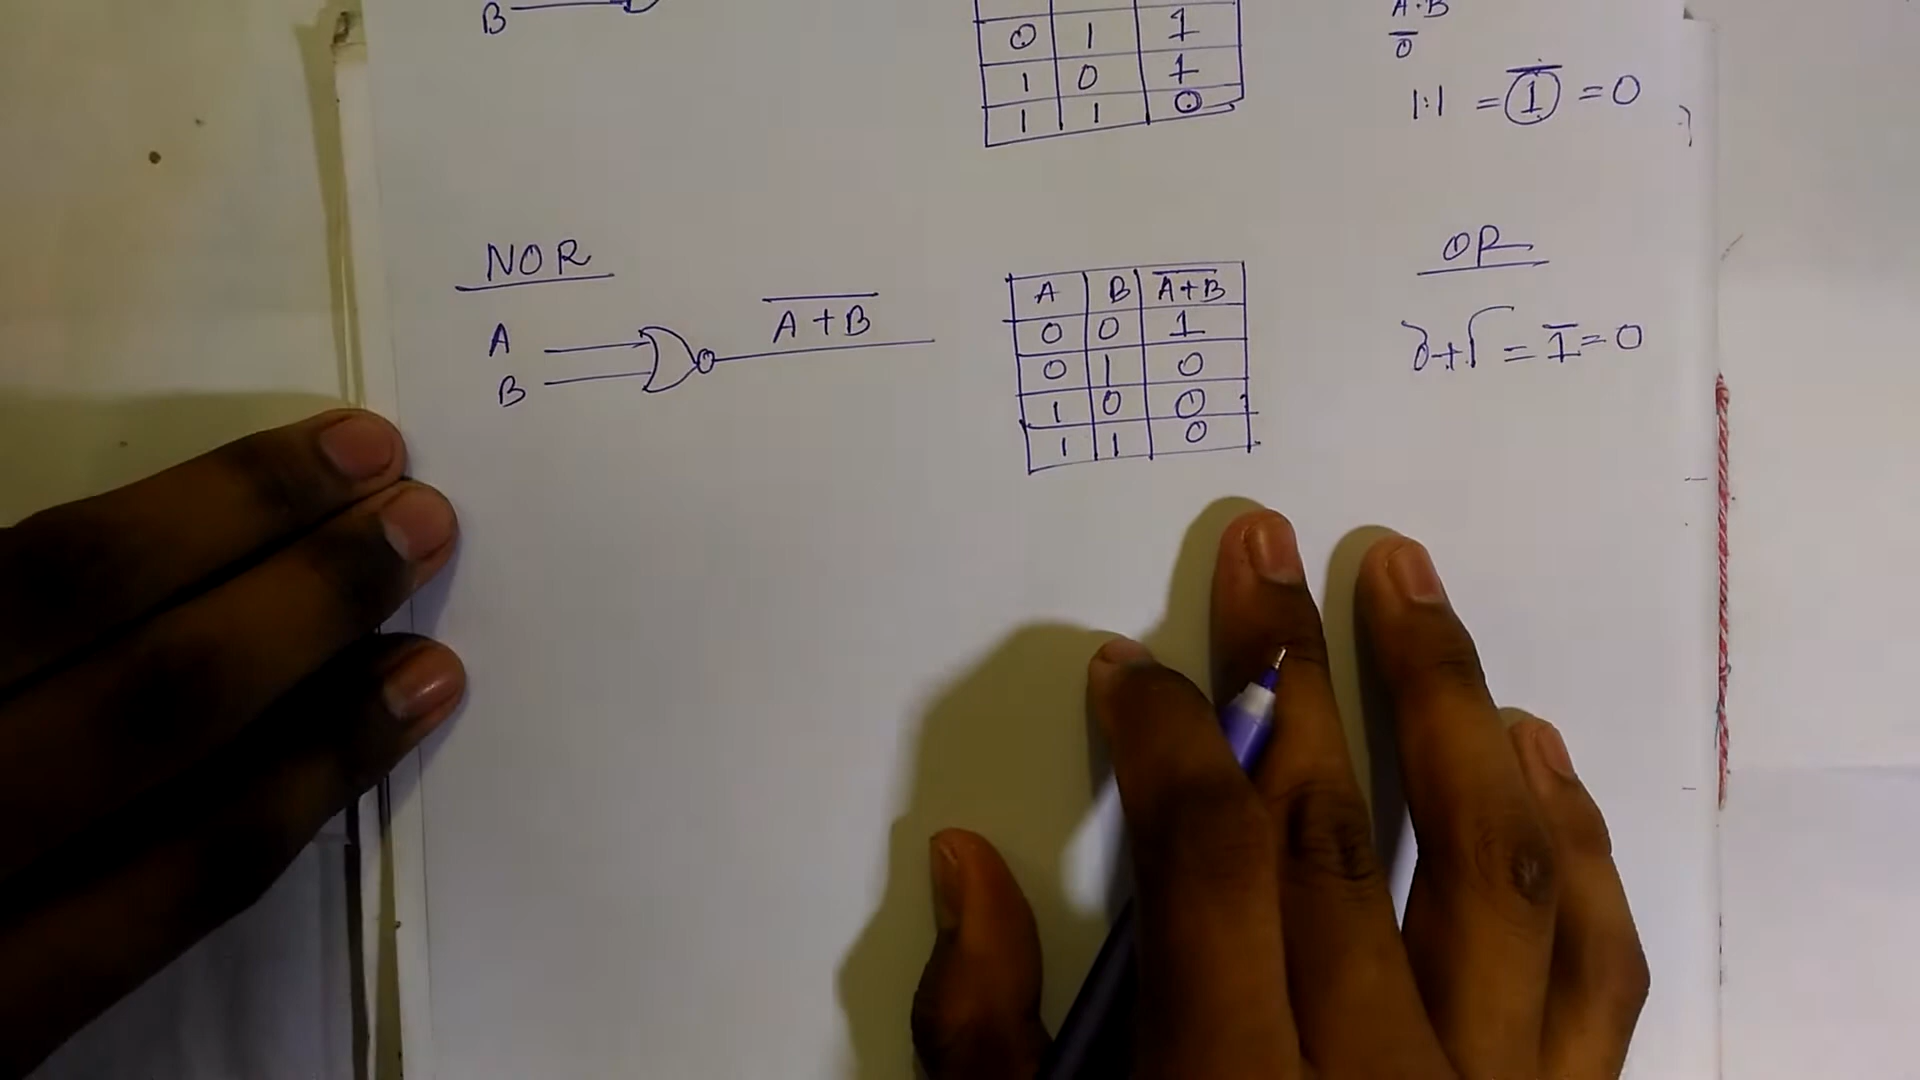 B
0 1 1
1 0 1
1 1 0
A·B
0̅
1·1 = 1̅ = 0
NOR
A
B
A̅+̅B̅
A B A̅+̅B̅
0 0 1
0 1 0
1 0 0
1 1 0
OR
0+1 = 1̅ = 0